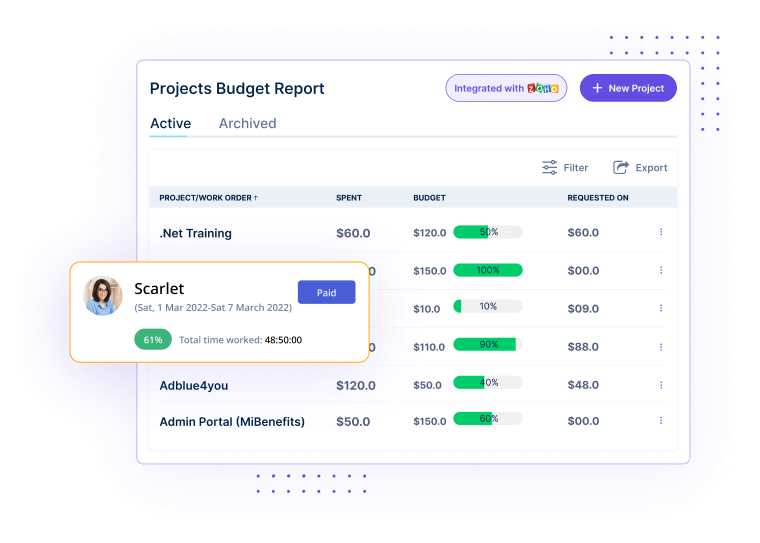 Projects Budget Report
Integrated with ZOHO
+ New Project
Active Archived
Filter Export
PROJECT/WORK ORDER ↑ SPENT BUDGET REQUESTED ON
.Net Training $60.0 $120.0 50% $60.0
0 $150.0 100% $00.0
$10.0 10% $09.0
0 $110.0 90% $88.0
Scarlet
Paid
(Sat, 1 Mar 2022-Sat 7 March 2022)
61% Total time worked: 48:50:00
Adblue4you $120.0 $50.0 40% $48.0
Admin Portal (MiBenefits) $50.0 $150.0 60% $00.0